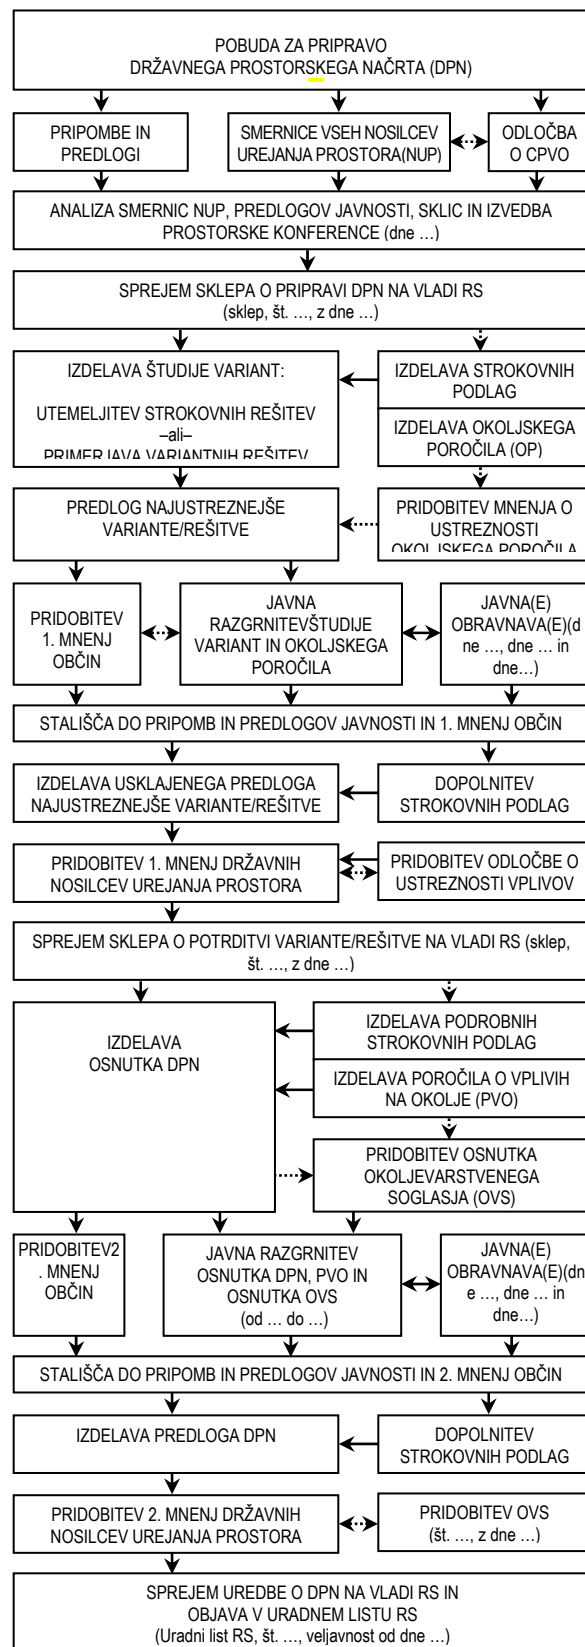 POBUDA ZA PRIPRAVO
DRŽAVNEGA PROSTORSKEGA NAČRTA (DPN)
PRIPOMBE IN
PREDLOGI
SMERNICE VSEH NOSILCEV
UREJANJA PROSTORA(NUP)
ODLOČBA
O CPVO
ANALIZA SMERNIC NUP, PREDLOGOV JAVNOSTI, SKLIC IN IZVEDBA
PROSTORSKE KONFERENCE (dne …)
SPREJEM SKLEPA O PRIPRAVI DPN NA VLADI RS
(sklep, št. …, z dne …)
IZDELAVA ŠTUDIJE VARIANT:
UTEMELJITEV STROKOVNIH REŠITEV
–ali–
PRIMERJAVA VARIANTNIH REŠITEV
IZDELAVA STROKOVNIH
PODLAG
IZDELAVA OKOLJSKEGA
POROČILA (OP)
PREDLOG NAJUSTREZNEJŠE
VARIANTE/REŠITVE
PRIDOBITEV MNENJA O
USTREZNOSTI
OKOLJSKEGA POROČILA
PRIDOBITEV
1. MNENJ
OBČIN
JAVNA
RAZGRNITEVŠTUDIJE
VARIANT IN OKOLJSKEGA
POROČILA
JAVNA(E)
OBRAVNAVA(E)(d
ne …, dne … in
dne…)
STALIŠČA DO PRIPOMB IN PREDLOGOV JAVNOSTI IN 1. MNENJ OBČIN
IZDELAVA USKLAJENEGA PREDLOGA
NAJUSTREZNEJŠE VARIANTE/REŠITVE
DOPOLNITEV
STROKOVNIH PODLAG
PRIDOBITEV 1. MNENJ DRŽAVNIH
NOSILCEV UREJANJA PROSTORA
PRIDOBITEV ODLOČBE O
USTREZNOSTI VPLIVOV
SPREJEM SKLEPA O POTRDITVI VARIANTE/REŠITVE NA VLADI RS (sklep,
št. …, z dne …)
IZDELAVA
OSNUTKA DPN
IZDELAVA PODROBNIH
STROKOVNIH PODLAG
IZDELAVA POROČILA O VPLIVIH
NA OKOLJE (PVO)
PRIDOBITEV OSNUTKA
OKOLJEVARSTVENEGA
SOGLASJA (OVS)
PRIDOBITEV2
. MNENJ
OBČIN
JAVNA RAZGRNITEV
OSNUTKA DPN, PVO IN
OSNUTKA OVS
(od … do …)
JAVNA(E)
OBRAVNAVA(E)(dn
e …, dne … in
dne…)
STALIŠČA DO PRIPOMB IN PREDLOGOV JAVNOSTI IN 2. MNENJ OBČIN
IZDELAVA PREDLOGA DPN
DOPOLNITEV
STROKOVNIH PODLAG
PRIDOBITEV 2. MNENJ DRŽAVNIH
NOSILCEV UREJANJA PROSTORA
PRIDOBITEV OVS
(št. …, z dne …)
SPREJEM UREDBE O DPN NA VLADI RS IN
OBJAVA V URADNEM LISTU RS
(Uradni list RS, št. …, veljavnost od dne …)